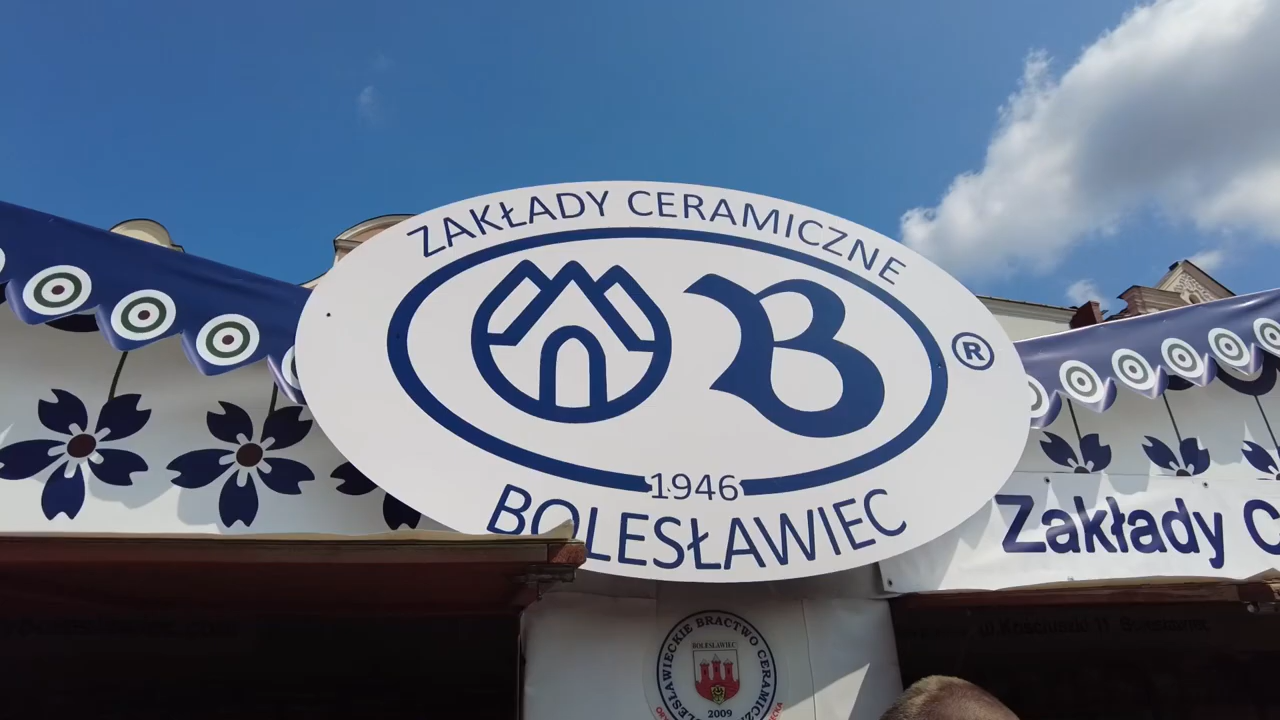 ZAKŁADY CERAMICZNE
B
®
1946
BOLESŁAWIEC
Zakłady C
BOLESŁAWIECKIE BRACTWO CERAMICZNE
BOLESŁAWIEC
2009